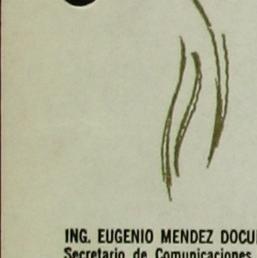 ING. EUGENIO MENDEZ DOCU
Secretario de Comunicaciones